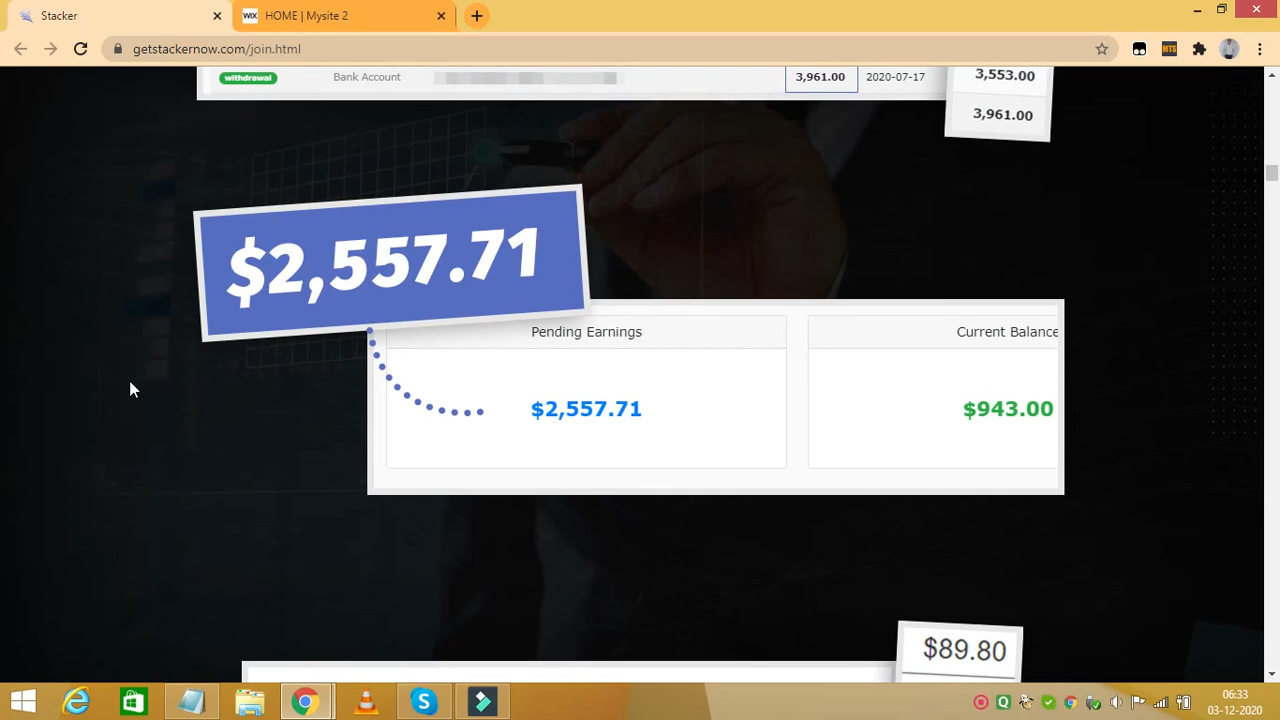 Stacker
WIX HOME | Mysite 2
getstackernow.com/join.html
MTS
withdrawal Bank Account 3,961.00 2020-07-17 3,553.00
3,961.00
$2,557.71
Pending Earnings Current Balance
$2,557.71 $943.00
$89.80
06:33
03-12-2020